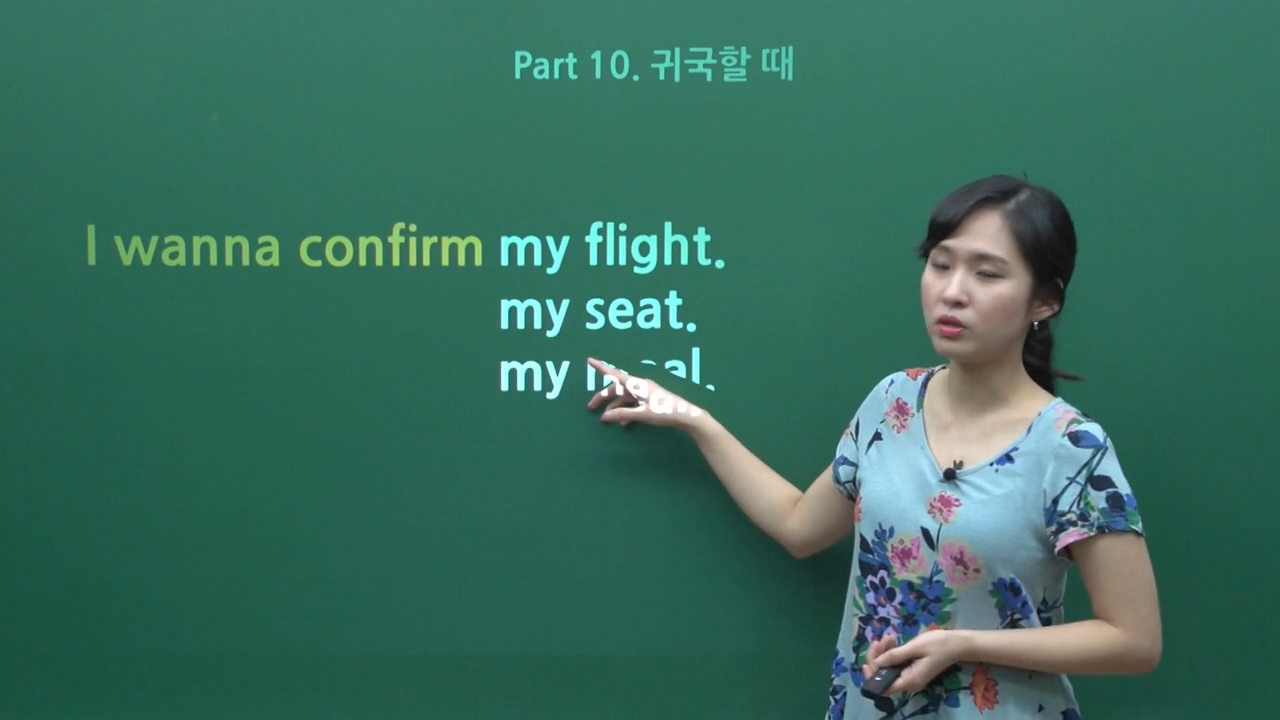 Part 10. 귀국할 때
I wanna confirm my flight.
my seat.
my meal.